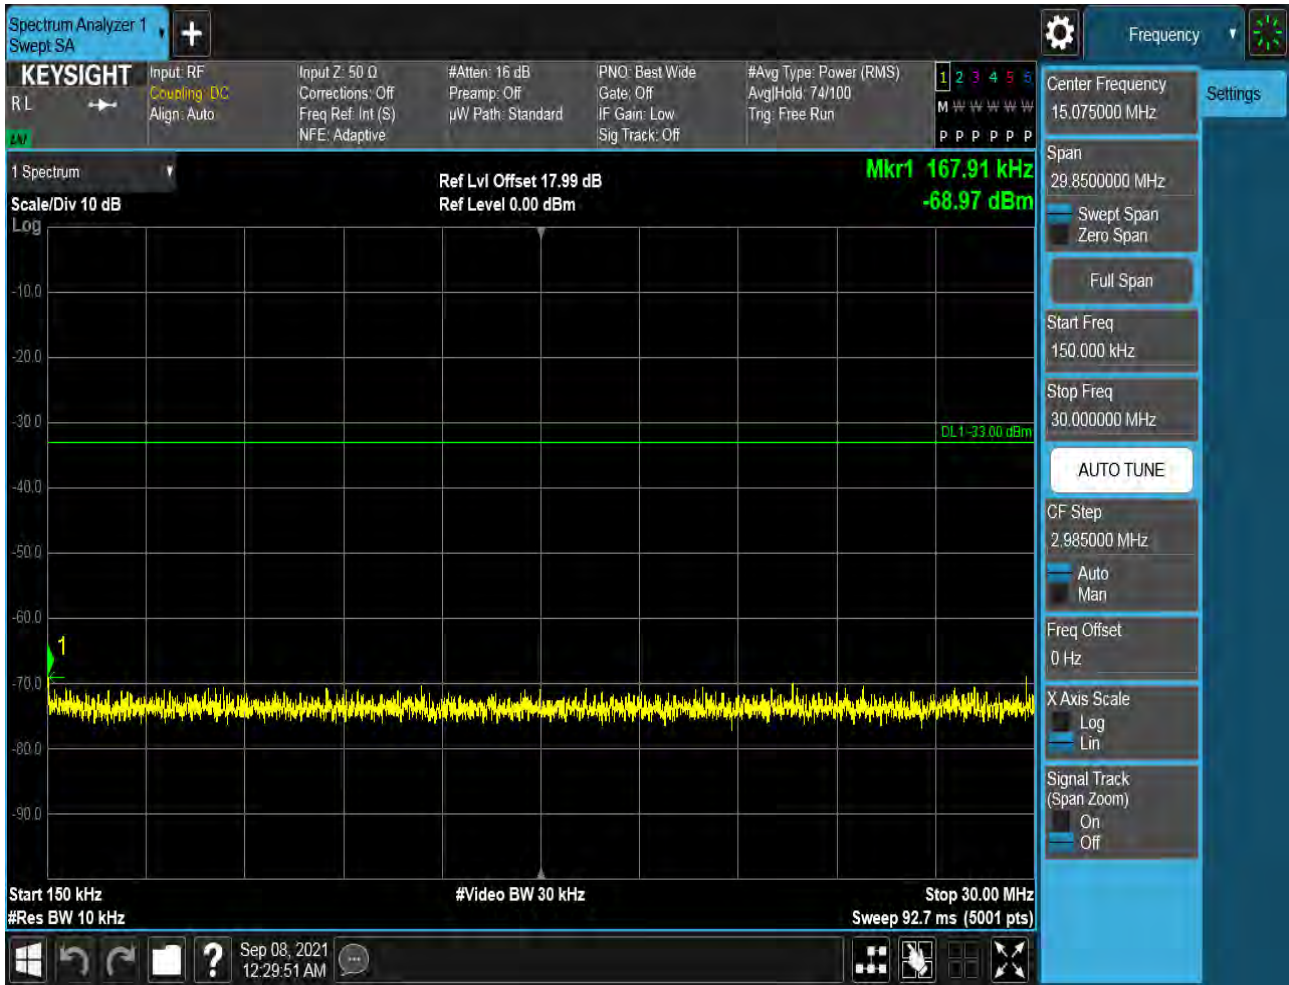 Spectrum Analyzer 1
Swept SA
Frequency
KEYSIGHT
R L
Input: RF
Coupling: DC
Align: Auto
Input Z: 50 Ω
Corrections: Off
Freq Ref: Int (S)
NFE: Adaptive
#Atten: 16 dB
Preamp: Off
µW Path: Standard
PNO: Best Wide
Gate: Off
IF Gain: Low
Sig Track: Off
#Avg Type: Power (RMS)
Avg|Hold: 74/100
Trig: Free Run
1 2 3 4 5 6
M W W W W W
P P P P P P
1 Spectrum
Scale/Div 10 dB
Log
Ref Lvl Offset 17.99 dB
Ref Level 0.00 dBm
Mkr1 167.91 kHz
-68.97 dBm
-10.0
-20.0
-30.0
DL1 -33.00 dBm
-40.0
-50.0
-60.0
1
-70.0
-80.0
-90.0
Start 150 kHz
#Res BW 10 kHz
#Video BW 30 kHz
Stop 30.00 MHz
Sweep 92.7 ms (5001 pts)
Center Frequency
15.075000 MHz
Settings
Span
29.8500000 MHz
Swept Span
Zero Span
Full Span
Start Freq
150.000 kHz
Stop Freq
30.000000 MHz
AUTO TUNE
CF Step
2.985000 MHz
Auto
Man
Freq Offset
0 Hz
X Axis Scale
Log
Lin
Signal Track
(Span Zoom)
On
Off
?
Sep 08, 2021
12:29:51 AM